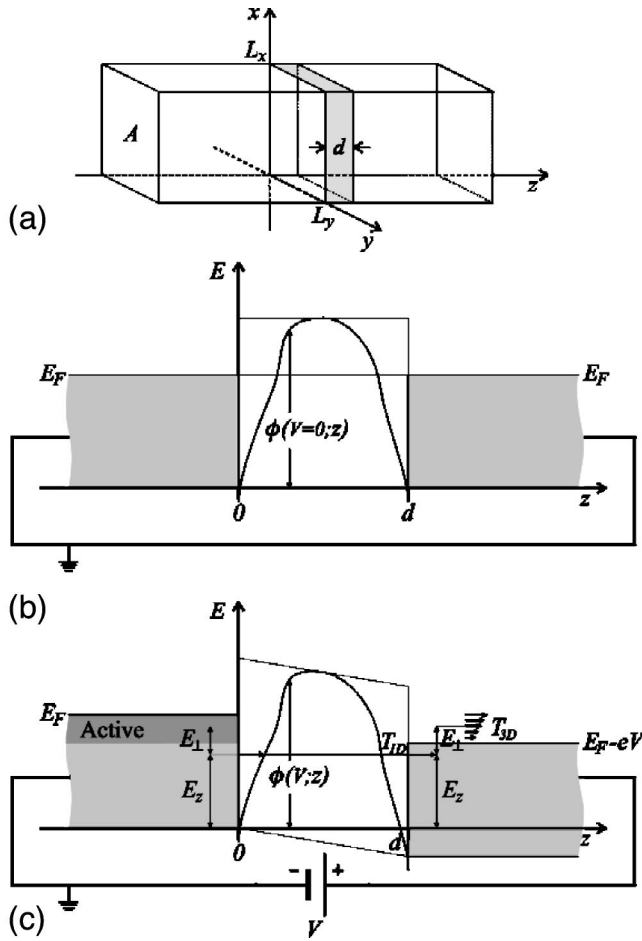 x
L_x
A
d
z
L_y
y
(a)
E
E_F
E_F
ϕ(V=0;z)
0
d
z
(b)
E
E_F
Active
E_⊥
T_1D
E_⊥
T_3D
E_F-eV
E_z
ϕ(V;z)
E_z
0
d
z
- +
V
(c)